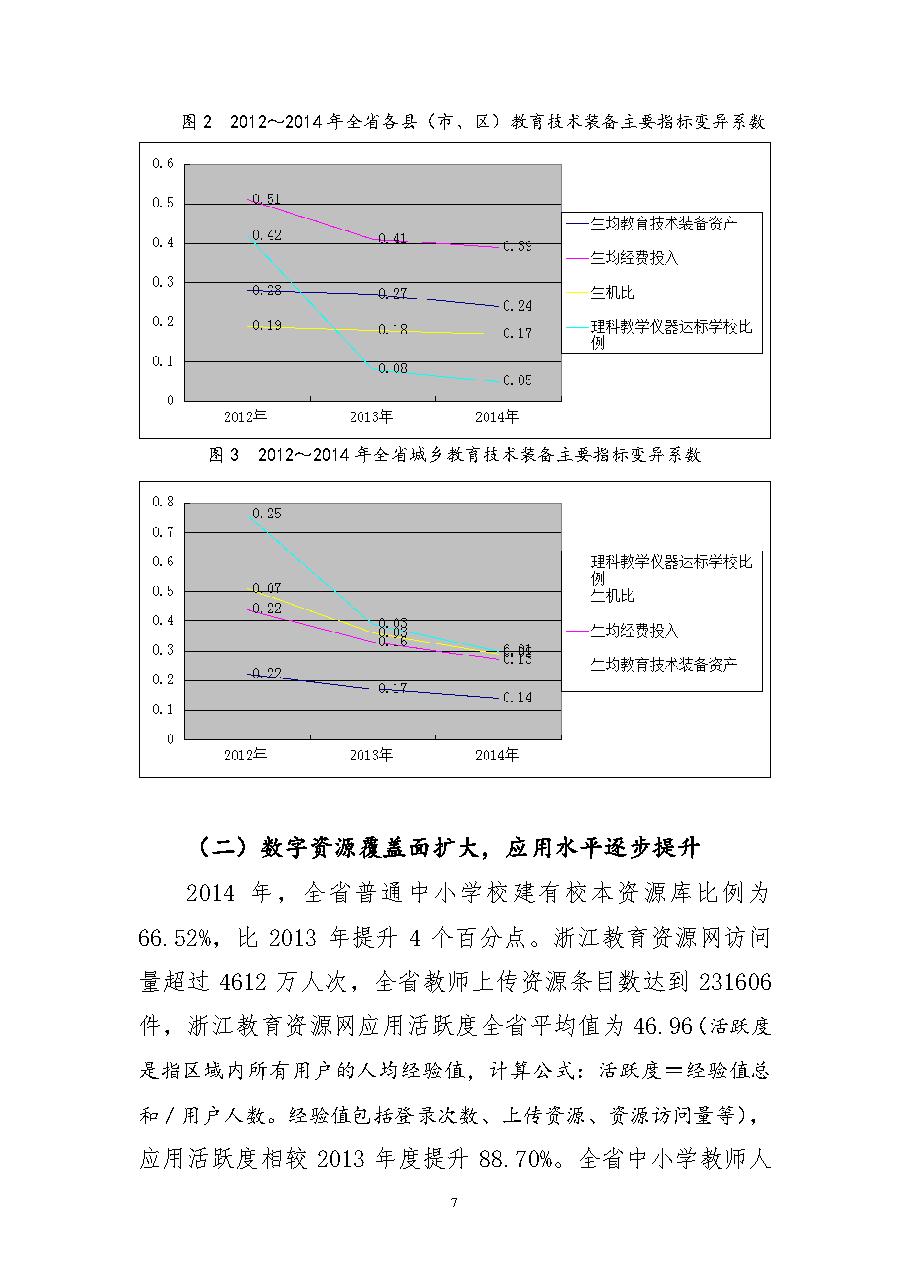 图 2　2012～2014 年全省各县（市、区）教育技术装备主要指标变异系数
0.6
0.5
0.4
0.3
0.2
0.1
0
0.51
0.41
0.39
0.42
0.28
0.27
0.24
0.19
0.18
0.17
0.08
0.05
2012年
2013年
2014年
生均教育技术装备资产
生均经费投入
生机比
理科教学仪器达标学校比
例
图 3　2012～2014 年全省城乡教育技术装备主要指标变异系数
0.8
0.7
0.6
0.5
0.4
0.3
0.2
0.1
0
0.25
0.07
0.22
0.22
0.03
0.03
0.17
0.14
2012年
2013年
2014年
理科教学仪器达标学校比
例
生机比
生均经费投入
生均教育技术装备资产
（二）数字资源覆盖面扩大，应用水平逐步提升
2014 年，全省普通中小学校建有校本资源库比例为
66.52%，比 2013 年提升 4 个百分点。浙江教育资源网访问
量超过 4612 万人次，全省教师上传资源条目数达到 231606
件，浙江教育资源网应用活跃度全省平均值为 46.96(活跃度
是指区域内所有用户的人均经验值，计算公式：活跃度＝经验值总
和／用户人数。经验值包括登录次数、上传资源、资源访问量等)，
应用活跃度相较 2013 年度提升 88.70%。全省中小学教师人
7